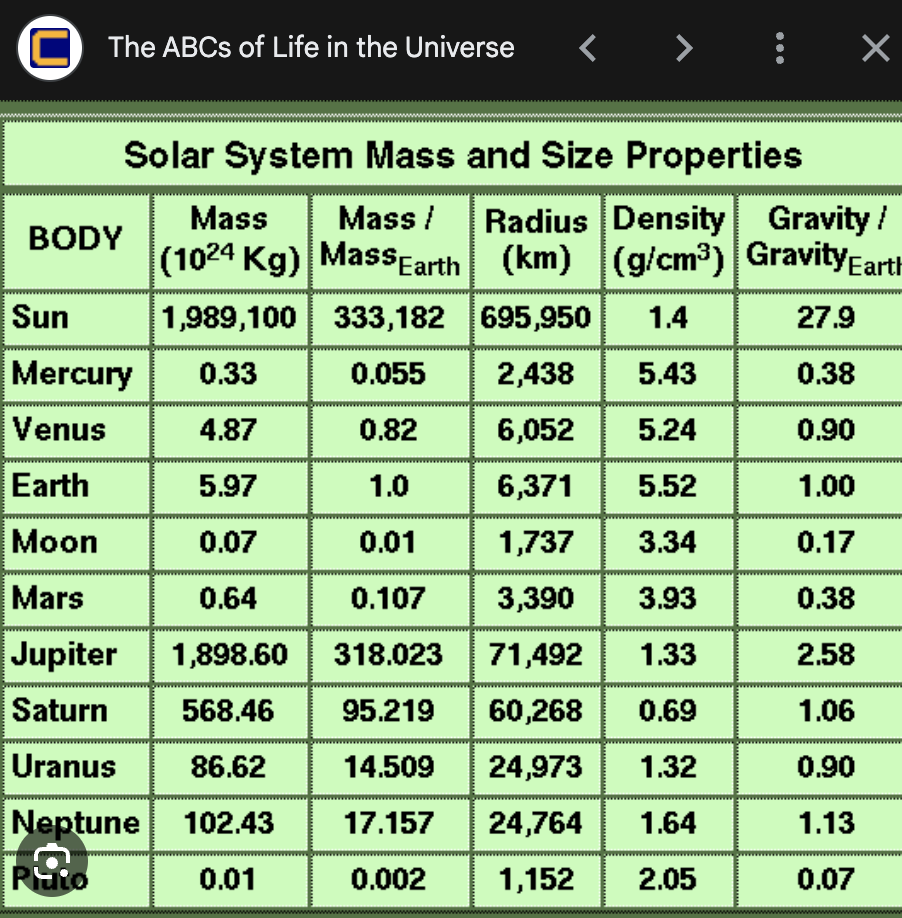 The ABCs of Life in the Universe
Solar System Mass and Size Properties
BODY Mass (10²⁴ Kg) Mass / Mass Earth Radius (km) Density (g/cm³) Gravity / Gravity Earth
Sun 1,989,100 333,182 695,950 1.4 27.9
Mercury 0.33 0.055 2,438 5.43 0.38
Venus 4.87 0.82 6,052 5.24 0.90
Earth 5.97 1.0 6,371 5.52 1.00
Moon 0.07 0.01 1,737 3.34 0.17
Mars 0.64 0.107 3,390 3.93 0.38
Jupiter 1,898.60 318.023 71,492 1.33 2.58
Saturn 568.46 95.219 60,268 0.69 1.06
Uranus 86.62 14.509 24,973 1.32 0.90
Neptune 102.43 17.157 24,764 1.64 1.13
Pluto 0.01 0.002 1,152 2.05 0.07